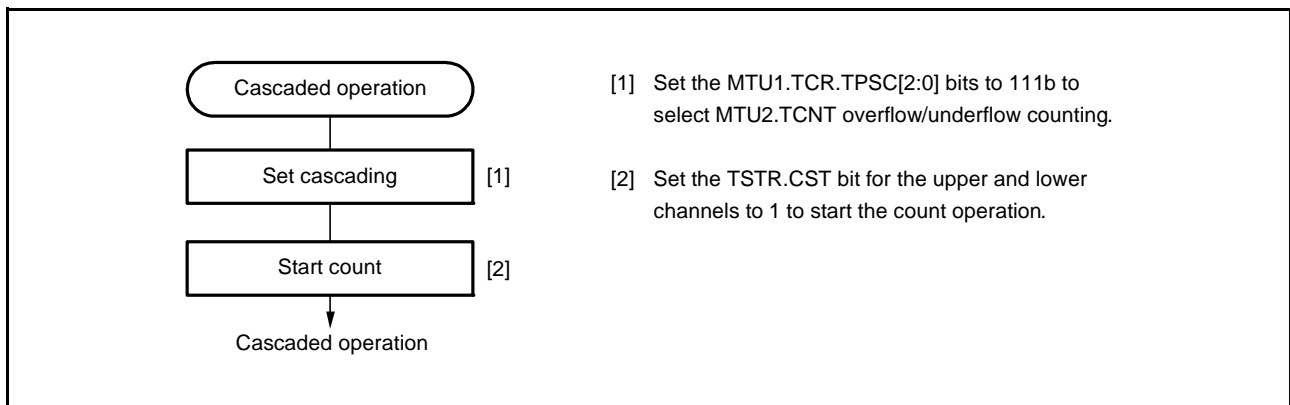 Cascaded operation
Set cascading [1]
Start count [2]
Cascaded operation
[1] Set the MTU1.TCR.TPSC[2:0] bits to 111b to
select MTU2.TCNT overflow/underflow counting.
[2] Set the TSTR.CST bit for the upper and lower
channels to 1 to start the count operation.